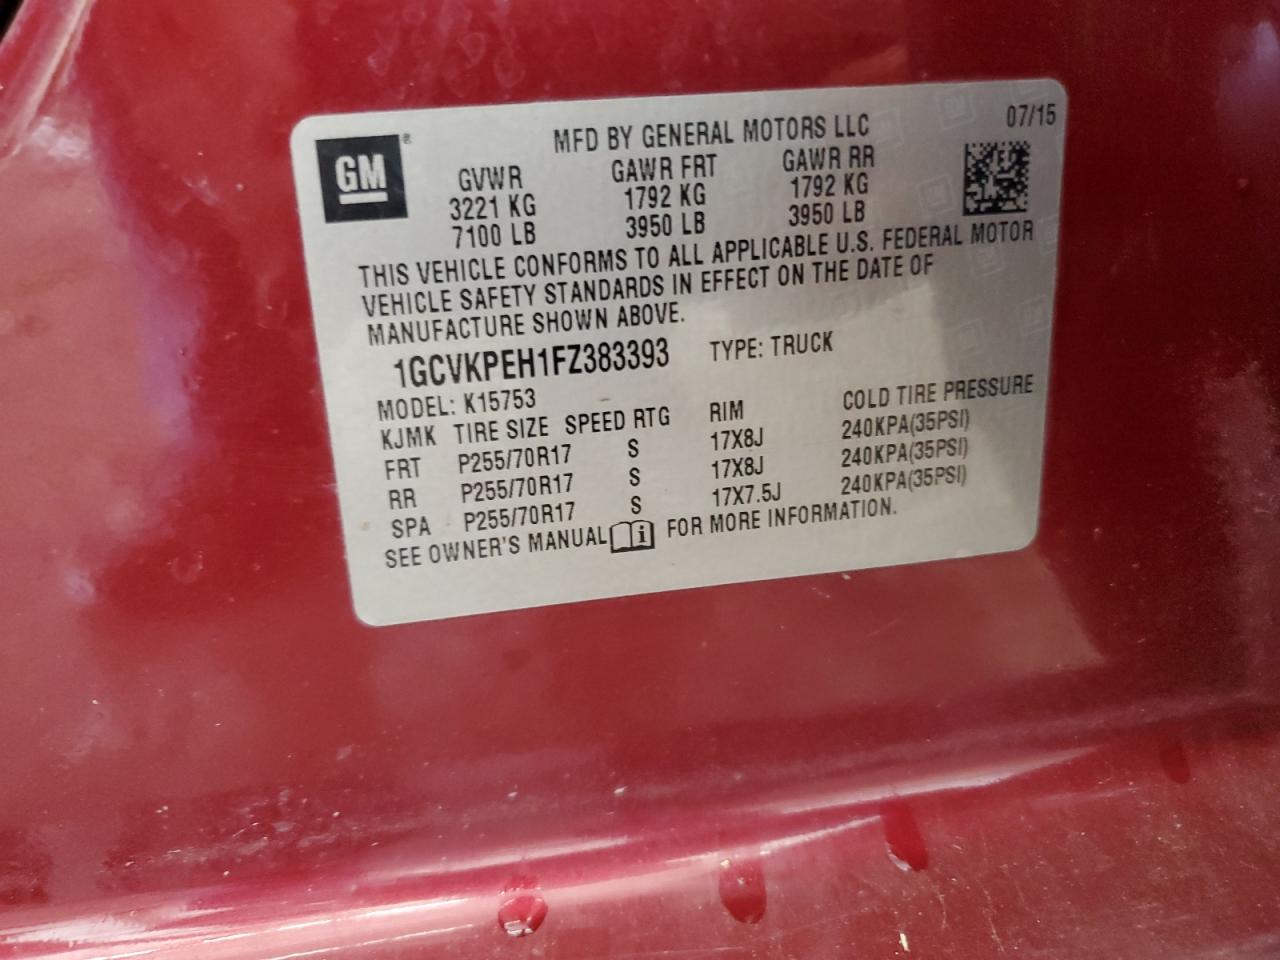 GM ®
MFD BY GENERAL MOTORS LLC 07/15
GVWR GAWR FRT GAWR RR
3221 KG 1792 KG 1792 KG
7100 LB 3950 LB 3950 LB
THIS VEHICLE CONFORMS TO ALL APPLICABLE U.S. FEDERAL MOTOR
VEHICLE SAFETY STANDARDS IN EFFECT ON THE DATE OF
MANUFACTURE SHOWN ABOVE.
1GCVKPEH1FZ383393 TYPE: TRUCK
MODEL: K15753
KJMK TIRE SIZE SPEED RTG RIM COLD TIRE PRESSURE
FRT P255/70R17 S 17X8J 240KPA(35PSI)
RR P255/70R17 S 17X8J 240KPA(35PSI)
SPA P255/70R17 S 17X7.5J 240KPA(35PSI)
SEE OWNER'S MANUAL i FOR MORE INFORMATION.